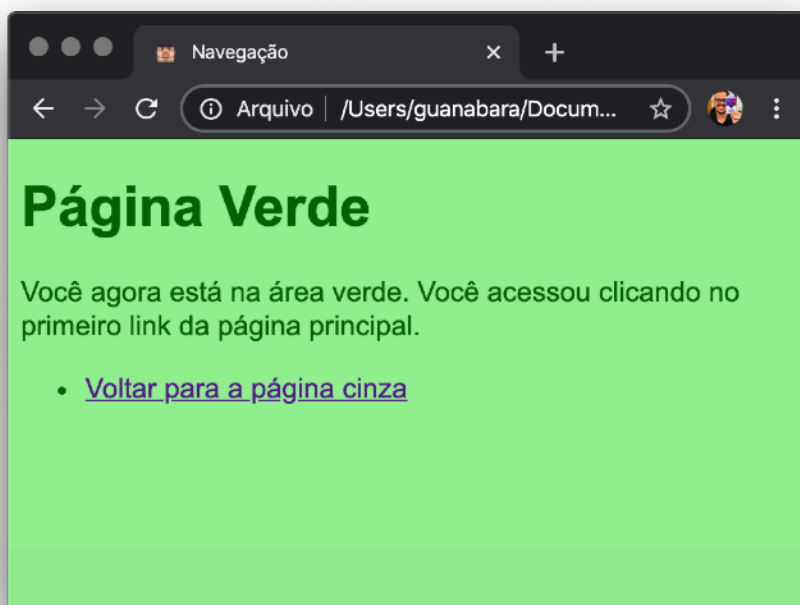 Navegação
Arquivo /Users/guanabara/Docum...
Página Verde
Você agora está na área verde. Você acessou clicando no
primeiro link da página principal.
Voltar para a página cinza